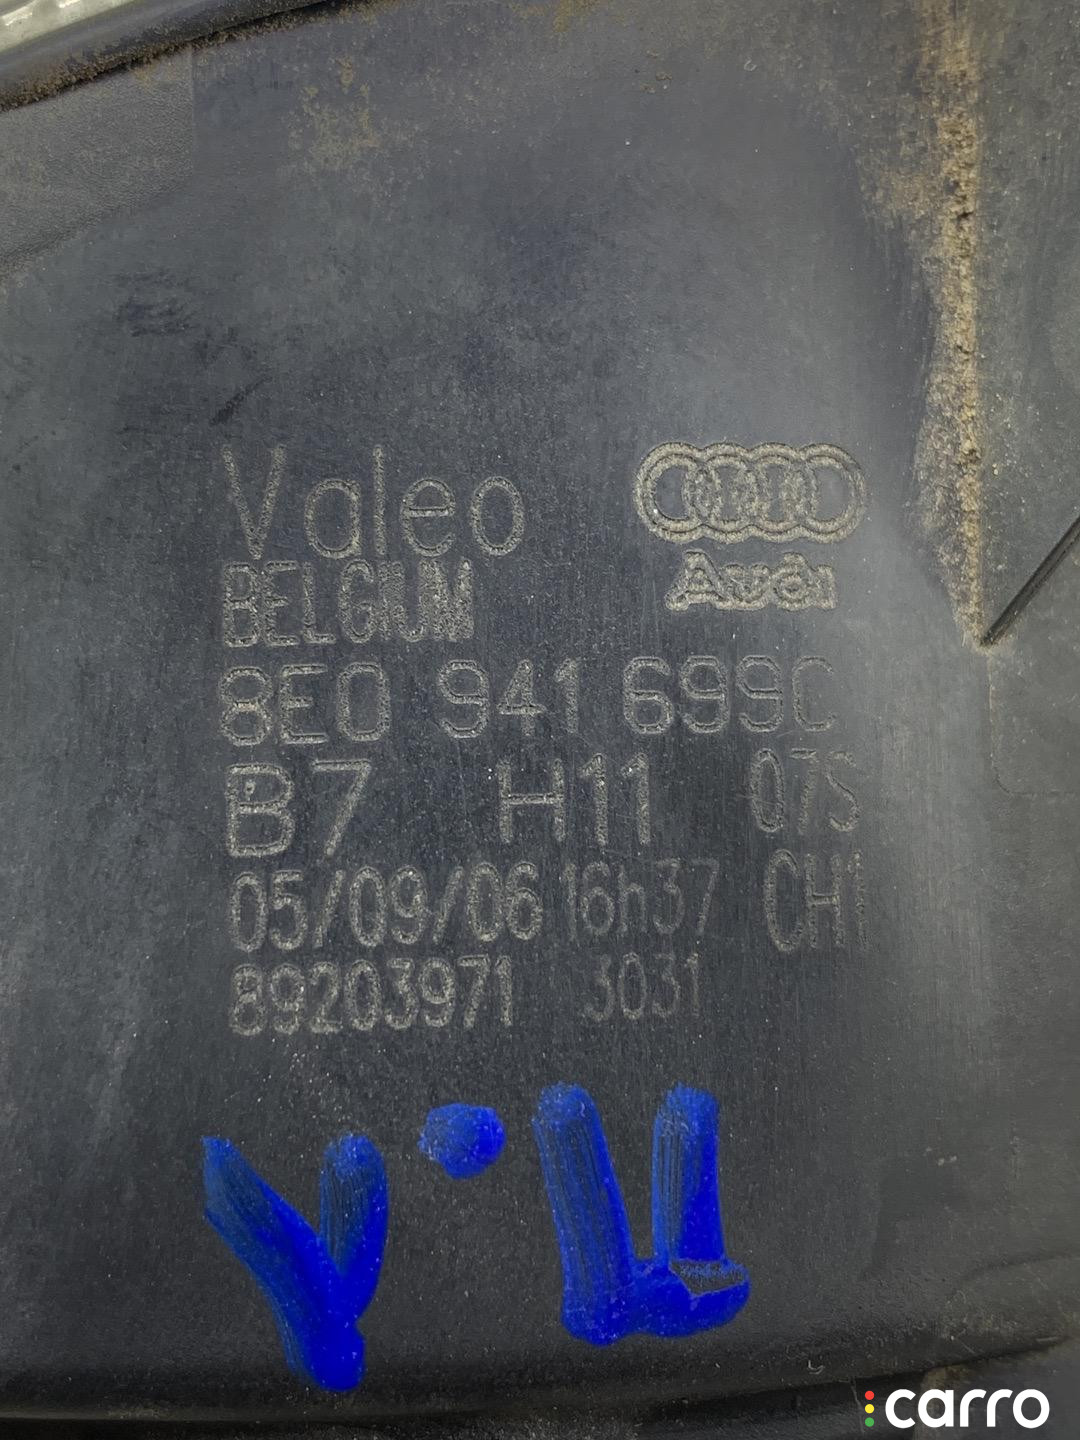 Valeo
Audi
BELGIUM
8E0 941 699C
B7 H11 07S
05/09/06 16h37 CH1
89203971 3031
carro